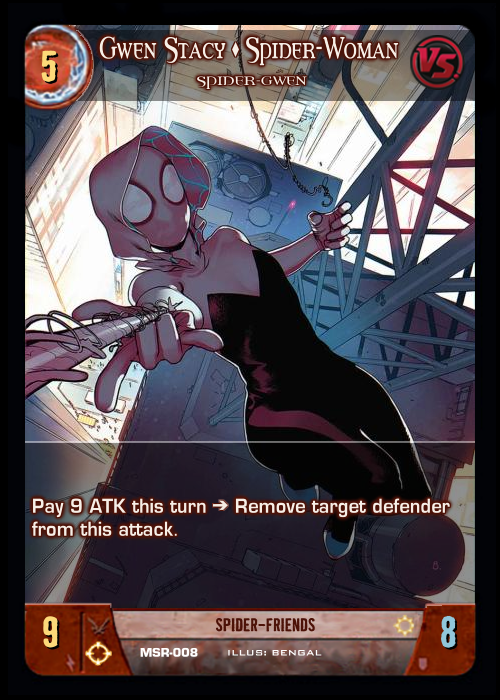 5
GWEN STACY ♦ SPIDER-WOMAN
VS
SPIDER-GWEN
Pay 9 ATK this turn → Remove target defender
from this attack.
9
SPIDER-FRIENDS
8
MSR-008
ILLUS: BENGAL